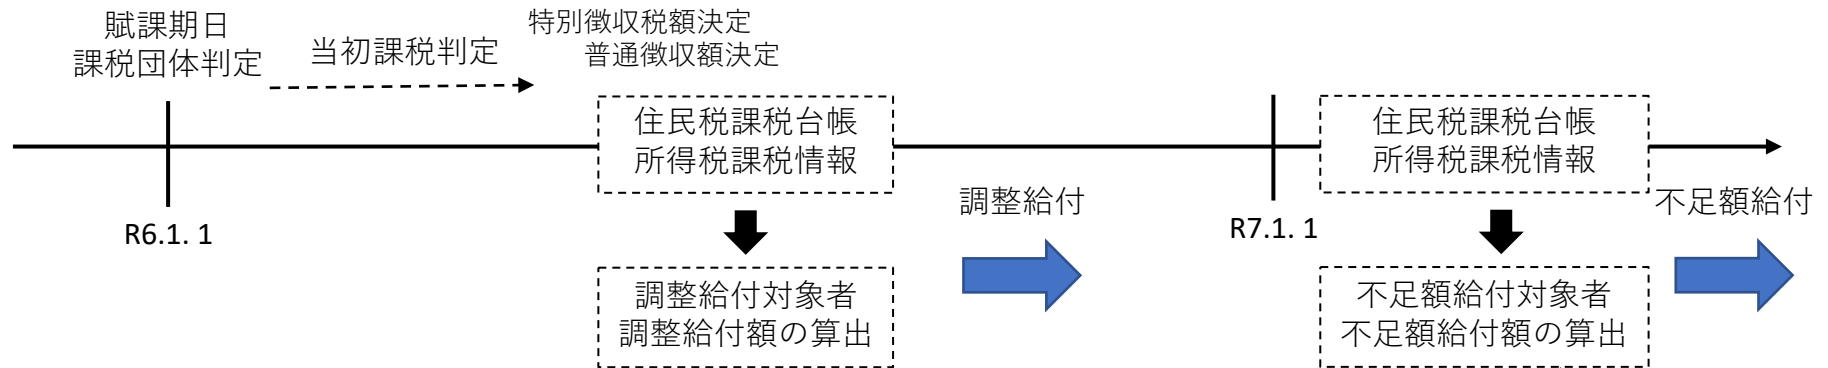 賦課期日
課税団体判定
当初課税判定
特別徴収税額決定
普通徴収額決定
住民税課税台帳
所得税課税情報
住民税課税台帳
所得税課税情報
R6.1. 1
調整給付
R7.1. 1
不足額給付
調整給付対象者
調整給付額の算出
不足額給付対象者
不足額給付額の算出